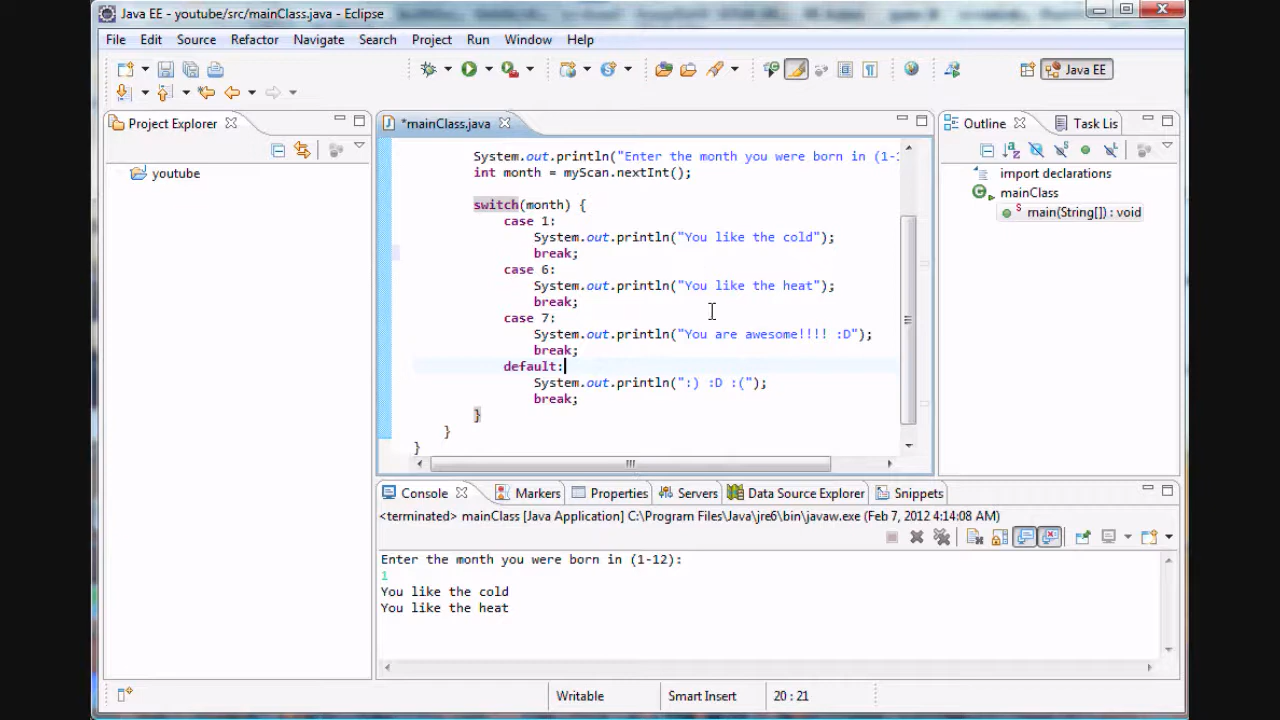 Java EE - youtube/src/mainClass.java - Eclipse
File Edit Source Refactor Navigate Search Project Run Window Help
Java EE
Project Explorer
*mainClass.java
Outline
Task Lis
youtube
import declarations
mainClass
main(String[]) : void
System.out.println("Enter the month you were born in (1-1
int month = myScan.nextInt();
switch(month) {
case 1:
System.out.println("You like the cold");
break;
case 6:
System.out.println("You like the heat");
break;
case 7:
System.out.println("You are awesome!!!! :D");
break;
default:
System.out.println(":) :D :(");
break;
}
}
}
Console Markers Properties Servers Data Source Explorer Snippets
<terminated> mainClass [Java Application] C:\Program Files\Java\jre6\bin\javaw.exe (Feb 7, 2012 4:14:08 AM)
Enter the month you were born in (1-12):
1
You like the cold
You like the heat
Writable Smart Insert 20 : 21